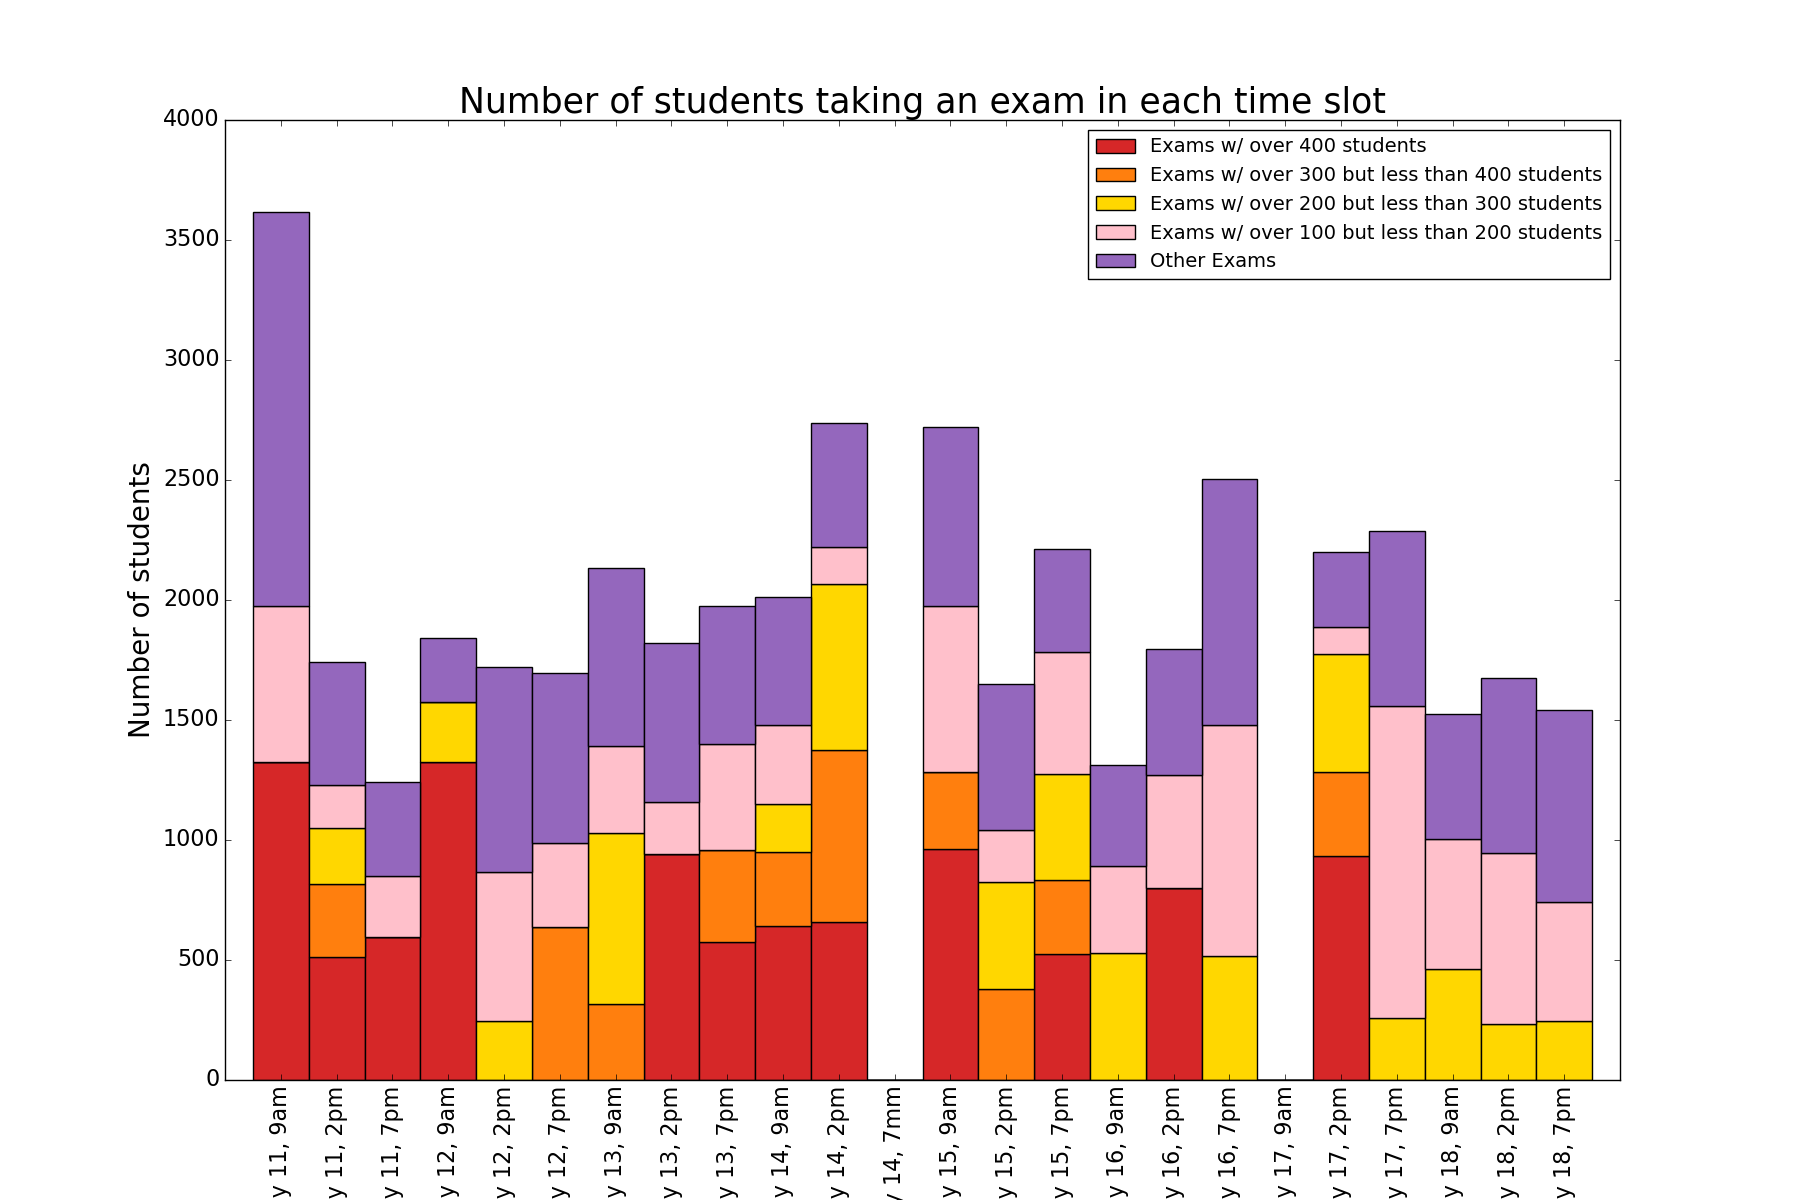 Number of students taking an exam in each time slot
Exams w/ over 400 students
Exams w/ over 300 but less than 400 students
Exams w/ over 200 but less than 300 students
Exams w/ over 100 but less than 200 students
Other Exams
Number of students
4000
3500
3000
2500
2000
1500
1000
500
0
y 11, 9am
y 11, 2pm
y 11, 7pm
y 12, 9am
y 12, 2pm
y 12, 7pm
y 13, 9am
y 13, 2pm
y 13, 7pm
y 14, 9am
y 14, 2pm
y 14, 7mm
y 15, 9am
y 15, 2pm
y 15, 7pm
y 16, 9am
y 16, 2pm
y 16, 7pm
y 17, 9am
y 17, 2pm
y 17, 7pm
y 18, 9am
y 18, 2pm
y 18, 7pm